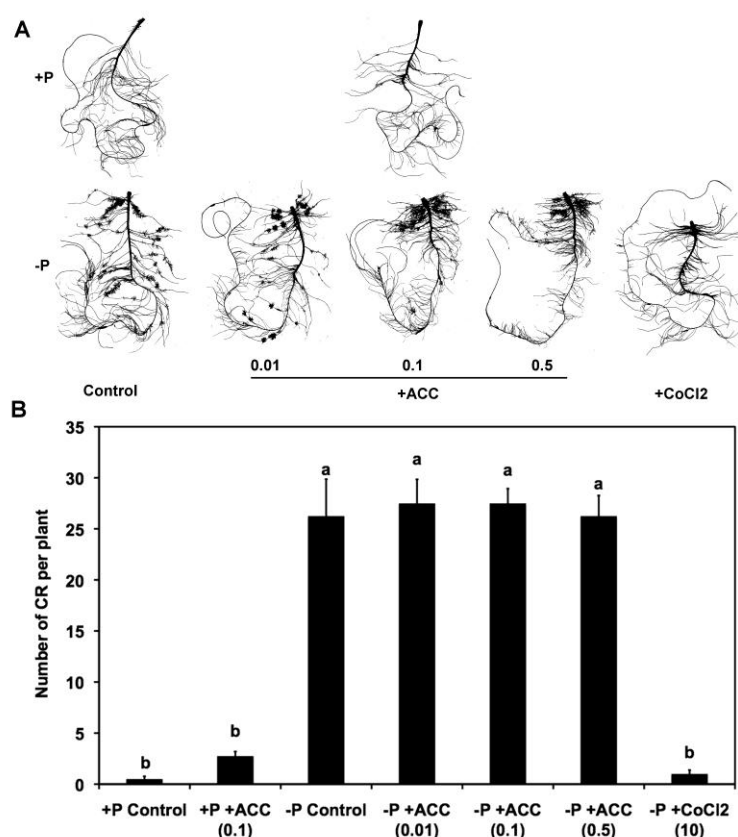 A
+P
-P
0.01 0.1 0.5
Control +ACC +CoCl2
B
35
30
25
20
15
10
5
0
Number of CR per plant
b
b
a
a
a
a
b
+P Control +P +ACC -P Control -P +ACC -P +ACC -P +ACC -P +CoCl2
(0.1) (0.01) (0.1) (0.5) (10)